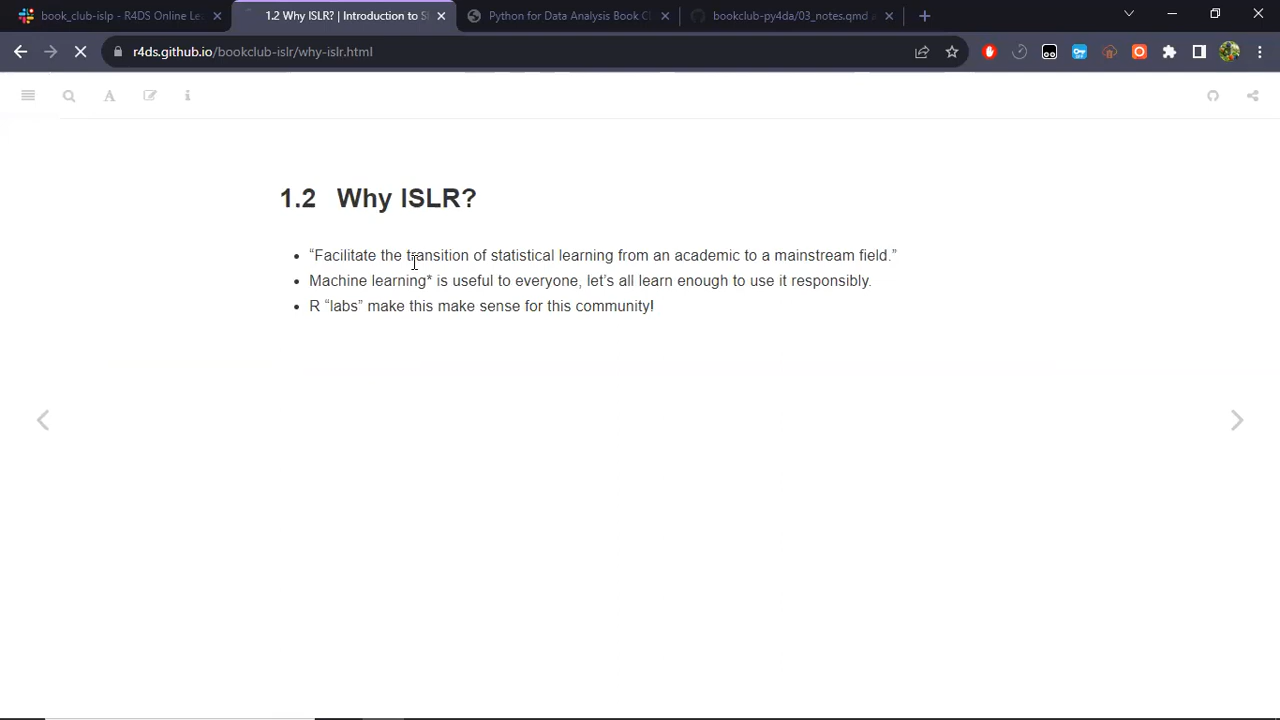 book_club-islp - R4DS Online Le
1.2 Why ISLR? | Introduction to S
Python for Data Analysis Book Cl
bookclub-py4da/03_notes.qmd a
r4ds.github.io/bookclub-islr/why-islr.html
1.2 Why ISLR?
• “Facilitate the transition of statistical learning from an academic to a mainstream field.”
• Machine learning* is useful to everyone, let’s all learn enough to use it responsibly.
• R “labs” make this make sense for this community!